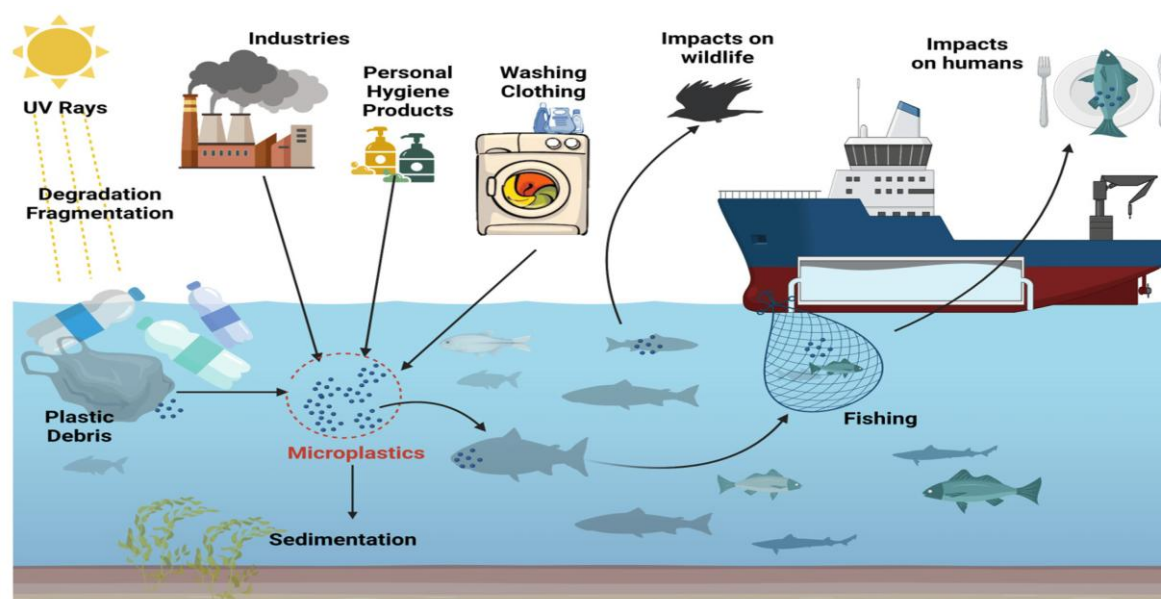 Industries
Impacts on
wildlife
Impacts
on humans
Personal
Hygiene
Products
Washing
Clothing
UV Rays
Degradation
Fragmentation
Plastic
Debris
Microplastics
Fishing
Sedimentation